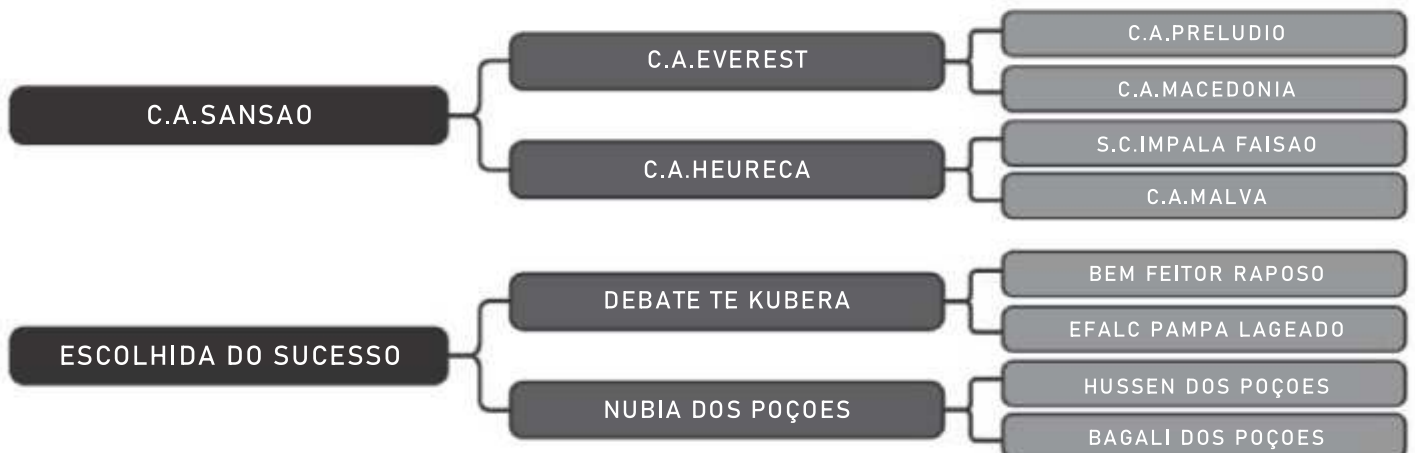 C.A.SANSAO
C.A.EVEREST
C.A.PRELUDIO
C.A.MACEDONIA
C.A.HEURECA
S.C.IMPALA FAISAO
C.A.MALVA
ESCOLHIDA DO SUCESSO
DEBATE TE KUBERA
BEM FEITOR RAPOSO
EFALC PAMPA LAGEADO
NUBIA DOS POÇOES
HUSSEN DOS POÇOES
BAGALI DOS POÇOES